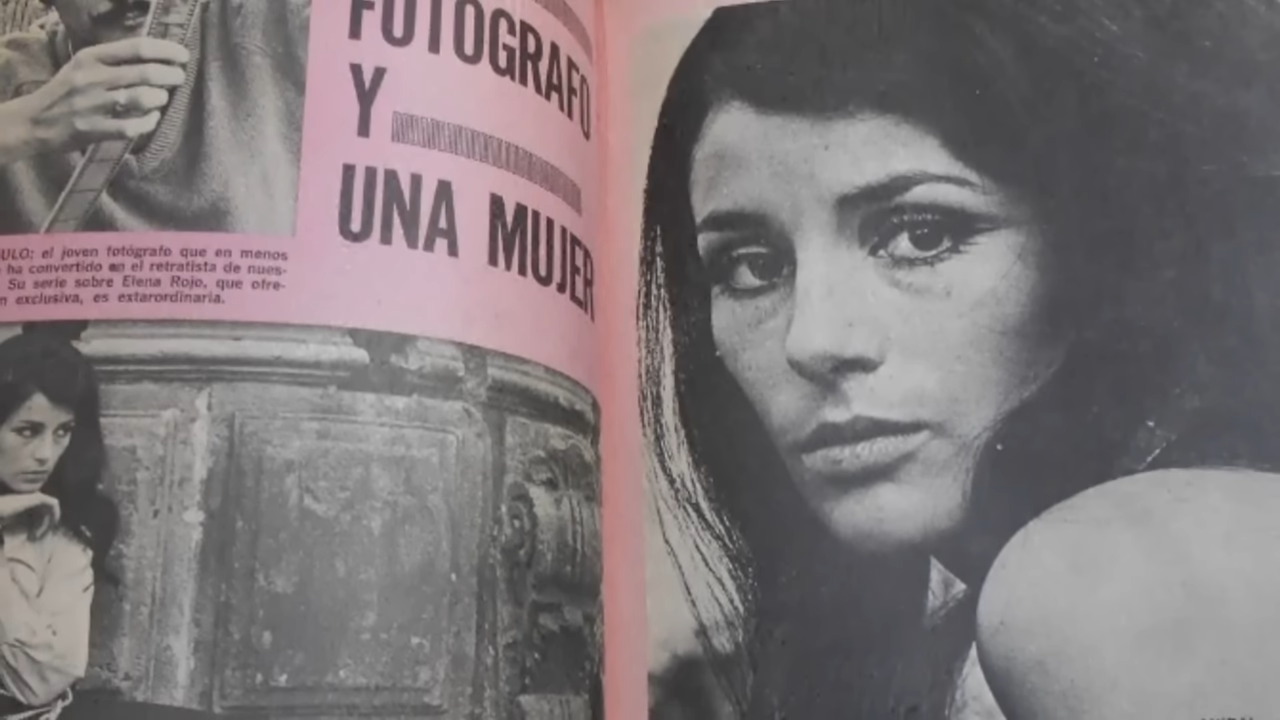 FOTOGRAFO
Y
UNA MUJER
ULO: el joven fotógrafo que en menos
ha convertido en el retratista de nues-
Su serie sobre Elena Rojo, que ofre-
n exclusiva, es extarordinaria.